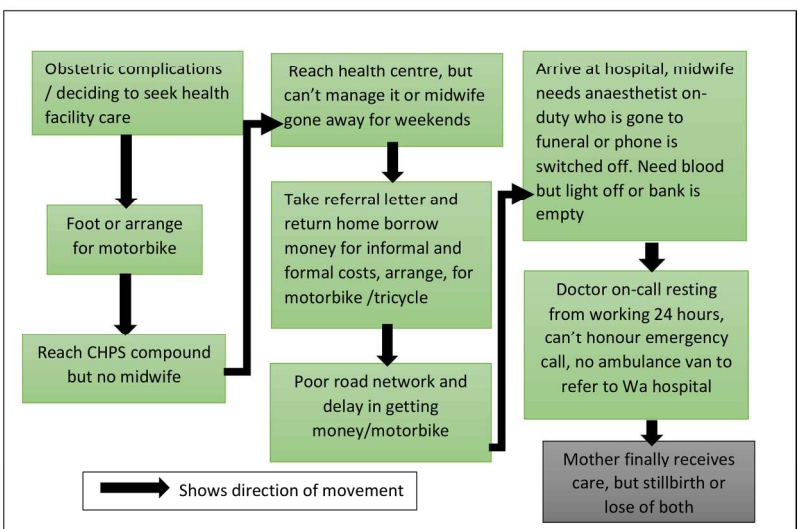 Obstetric complications
/ deciding to seek health
facility care
Foot or arrange
for motorbike
Reach CHPS compound
but no midwife
Reach health centre, but
can't manage it or midwife
gone away for weekends
Take referral letter and
return home borrow
money for informal and
formal costs, arrange, for
motorbike /tricycle
Poor road network and
delay in getting
money/motorbike
Arrive at hospital, midwife
needs anaesthetist on-
duty who is gone to
funeral or phone is
switched off. Need blood
but light off or bank is
empty
Doctor on-call resting
from working 24 hours,
can't honour emergency
call, no ambulance van to
refer to Wa hospital
Mother finally receives
care, but stillbirth or
lose of both
Shows direction of movement